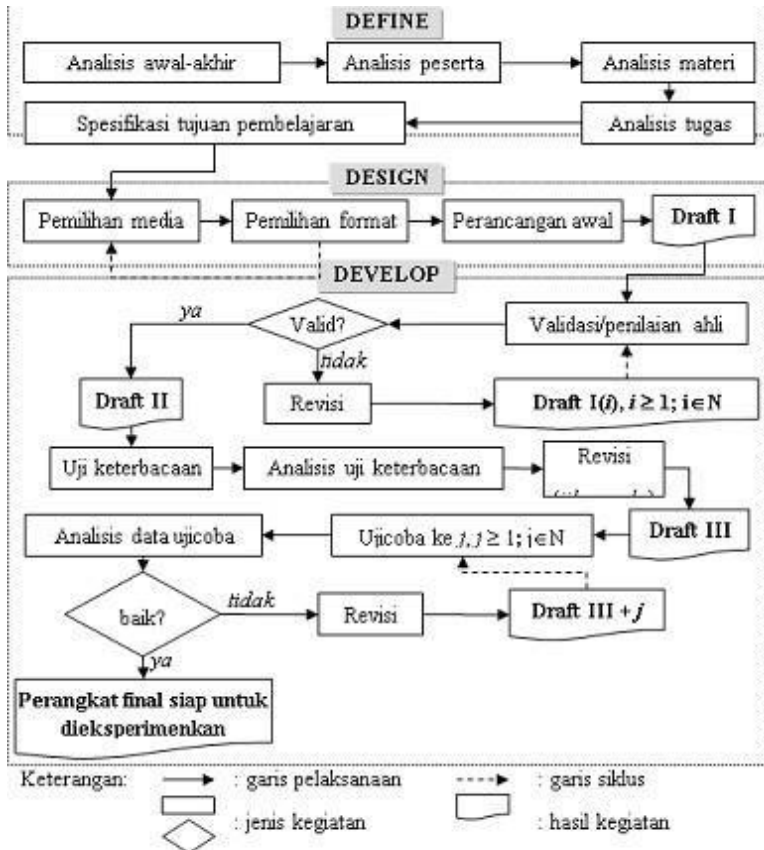 DEFINE
Analisis awal-akhir
Analisis peserta
Analisis materi
Spesifikasi tujuan pembelajaran
Analisis tugas
DESIGN
Pemilihan media
Pemilihan format
Perancangan awal
Draft I
DEVELOP
ya
Valid?
Validasi/penilaian ahli
tidak
Draft II
Revisi
Draft I(i), i ≥ 1; i∈N
Uji keterbacaan
Analisis uji keterbacaan
Revisi
Analisis data ujicoba
Ujicoba ke j, j ≥ 1; j∈N
Draft III
baik?
tidak
Revisi
Draft III + j
ya
Perangkat final siap untuk
dieksperimenkan
Keterangan:
: garis pelaksanaan
: garis siklus
: jenis kegiatan
: hasil kegiatan